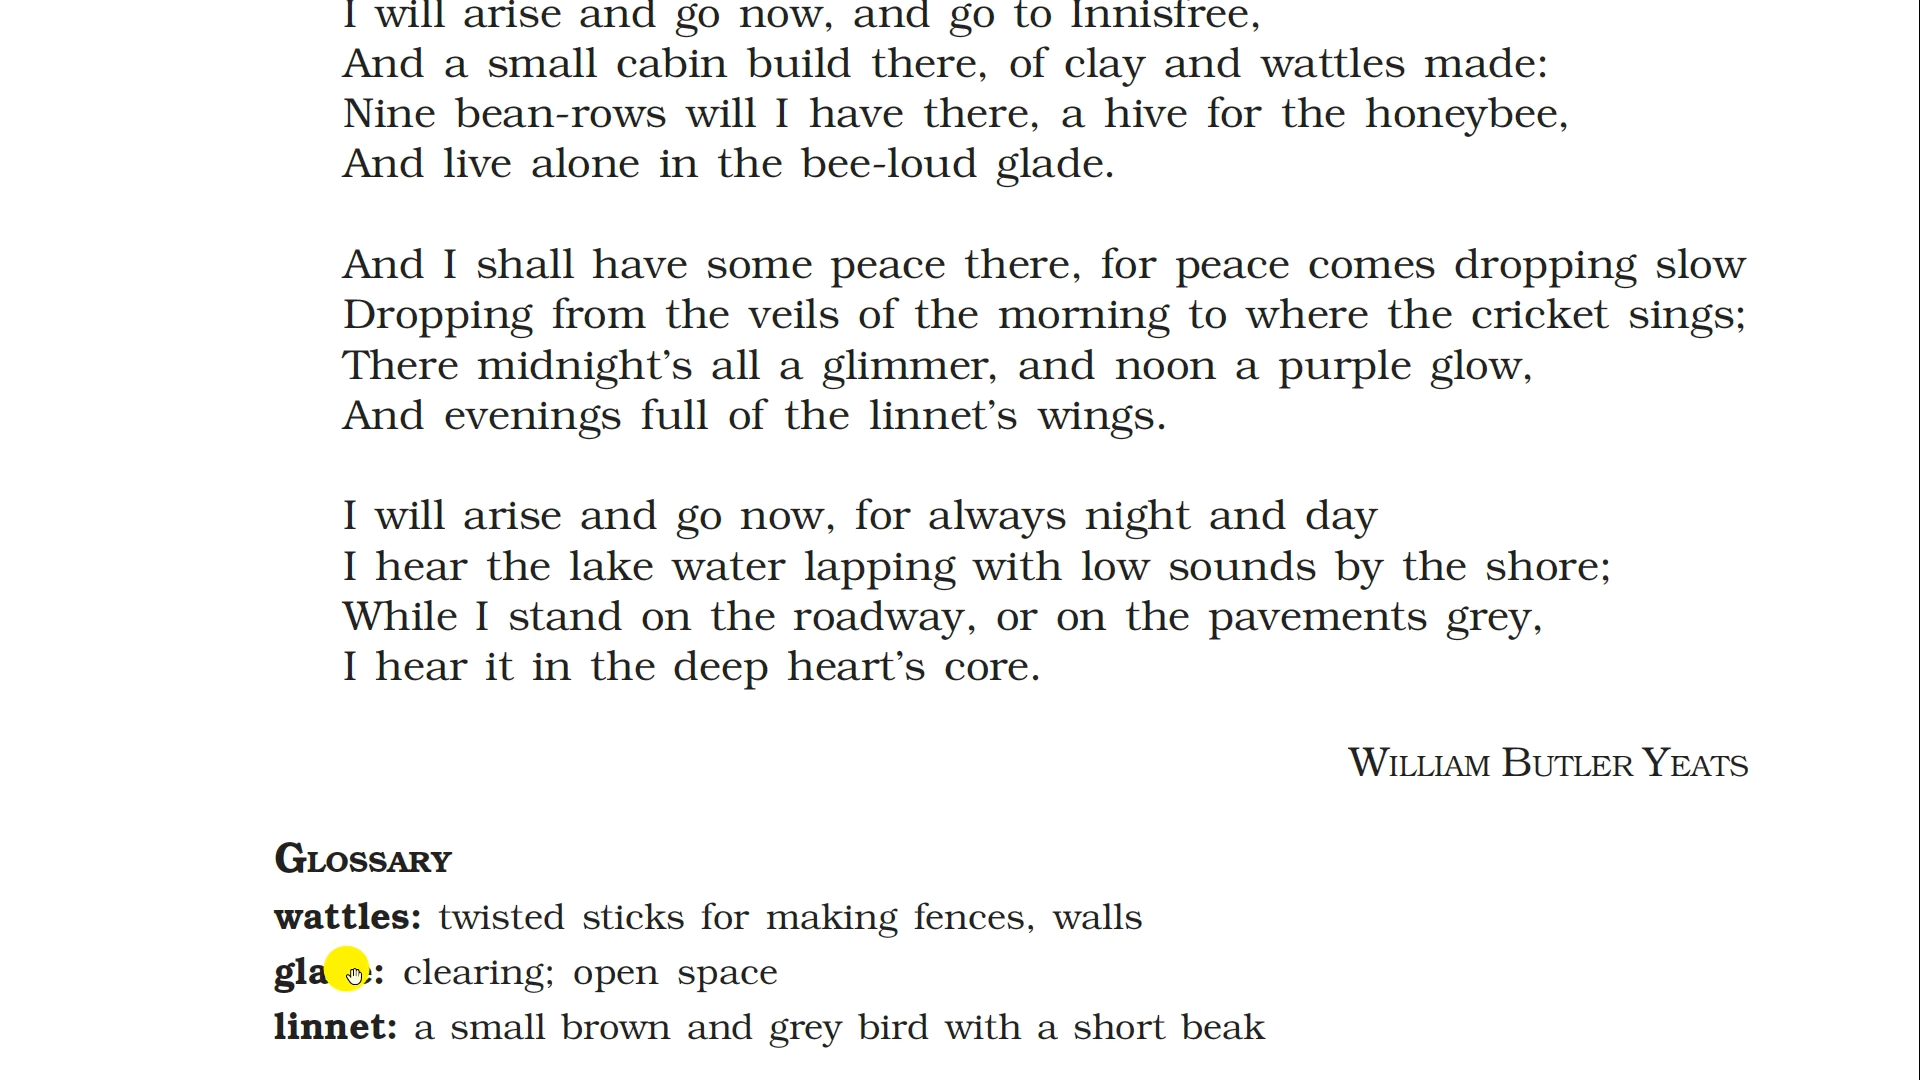 I will arise and go now, and go to Innisfree,
And a small cabin build there, of clay and wattles made:
Nine bean-rows will I have there, a hive for the honeybee,
And live alone in the bee-loud glade.
And I shall have some peace there, for peace comes dropping slow
Dropping from the veils of the morning to where the cricket sings;
There midnight’s all a glimmer, and noon a purple glow,
And evenings full of the linnet’s wings.
I will arise and go now, for always night and day
I hear the lake water lapping with low sounds by the shore;
While I stand on the roadway, or on the pavements grey,
I hear it in the deep heart’s core.
WILLIAM BUTLER YEATS
GLOSSARY
wattles: twisted sticks for making fences, walls
clearing; open space
linnet: a small brown and grey bird with a short beak